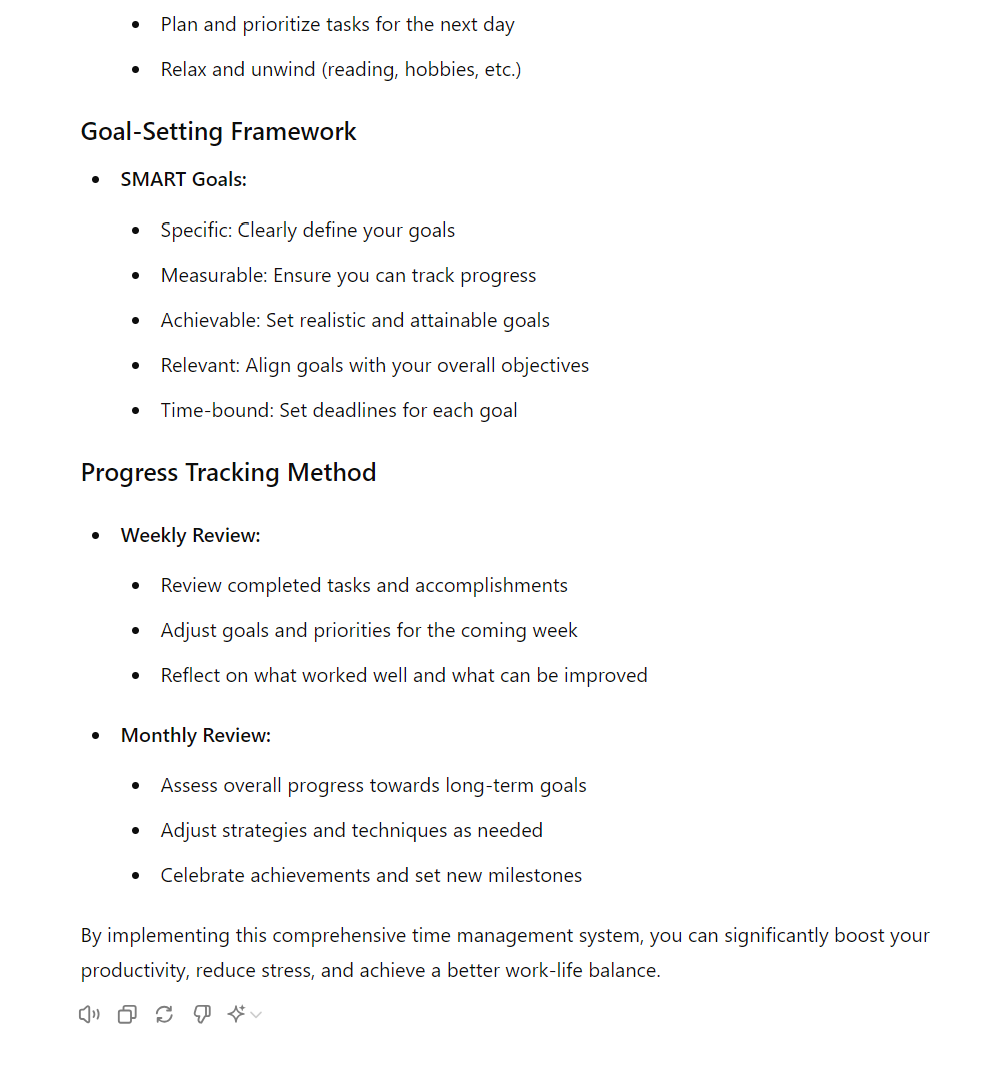 Plan and prioritize tasks for the next day
Relax and unwind (reading, hobbies, etc.)
Goal-Setting Framework
SMART Goals:
Specific: Clearly define your goals
Measurable: Ensure you can track progress
Achievable: Set realistic and attainable goals
Relevant: Align goals with your overall objectives
Time-bound: Set deadlines for each goal
Progress Tracking Method
Weekly Review:
Review completed tasks and accomplishments
Adjust goals and priorities for the coming week
Reflect on what worked well and what can be improved
Monthly Review:
Assess overall progress towards long-term goals
Adjust strategies and techniques as needed
Celebrate achievements and set new milestones
By implementing this comprehensive time management system, you can significantly boost your
productivity, reduce stress, and achieve a better work-life balance.